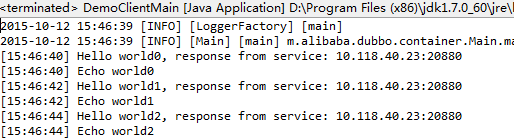 <terminated> DemoClientMain [Java Application] D:\Program Files (x86)\jdk1.7.0_60\jre\
2015-10-12 15:46:39 [INFO] [LoggerFactory] [main]
2015-10-12 15:46:39 [INFO] [Main] [main] m.alibaba.dubbo.container.Main.ma
[15:46:40] Hello world0, response from service: 10.118.40.23:20880
[15:46:40] Echo world0
[15:46:42] Hello world1, response from service: 10.118.40.23:20880
[15:46:42] Echo world1
[15:46:44] Hello world2, response from service: 10.118.40.23:20880
[15:46:44] Echo world2